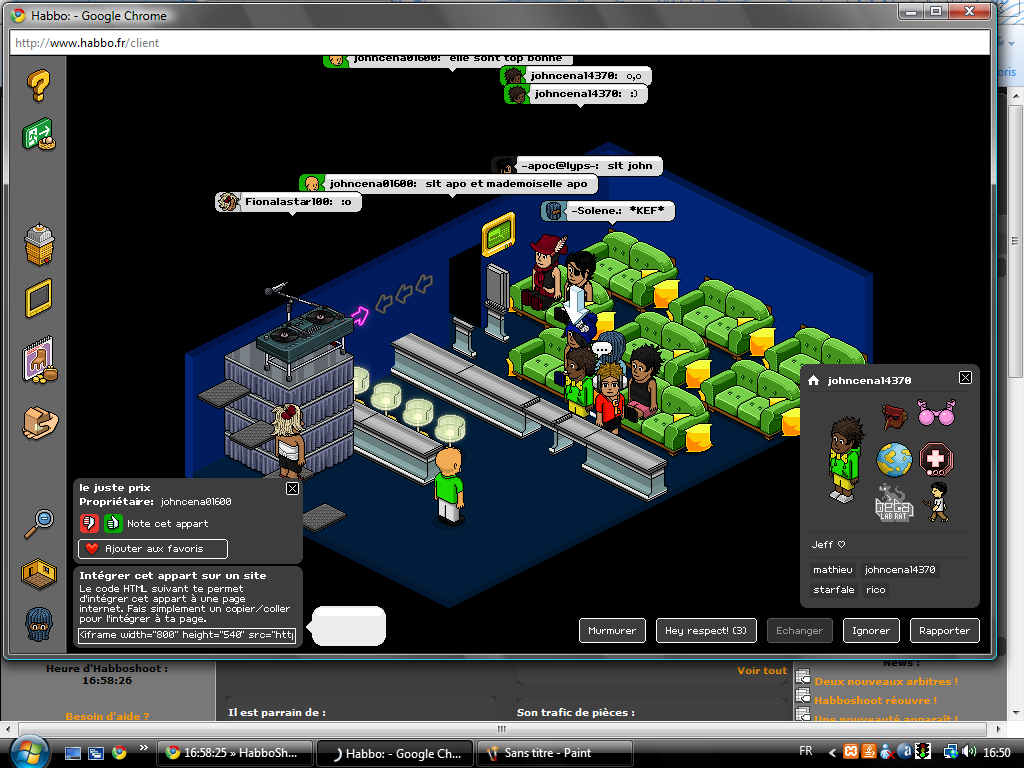 Habbo: - Google Chrome
http://www.habbo.fr/client
johncena01600: elle sont top bonne
johncena14370: o,o
johncena14370: :)
-apoc@lyps-: slt john
johncena01600: slt apo et mademoiselle apo
Fionalastar100: :o
-Solene.: *KEF*
johncena14370
BETA
LAB RAT
Jeff ♡
mathieu johncena14370
starfale rico
le juste prix
Propriétaire: johncena01600
Note cet appart
Ajouter aux favoris
Intégrer cet appart sur un site
Le code HTML suivant te permet
d'intégrer cet appart à une page
internet. Fais simplement un copier/coller
pour l'intégrer à ta page.
<iframe width="800" height="540" src="http
Murmurer
Hey respect! (3)
Echanger
Ignorer
Rapporter
Heure d'Habboshoot :
16:58:26
Besoin d'aide ?
Il est parrain de :
Voir tout
Son trafic de pièces :
News :
Deux nouveaux arbitres !
Habboshoot réouvre !
Une nouveauté apparaît !
oris
16:58:25 » HabboSh...
Habbo: - Google Chr...
Sans titre - Paint
FR
16:50